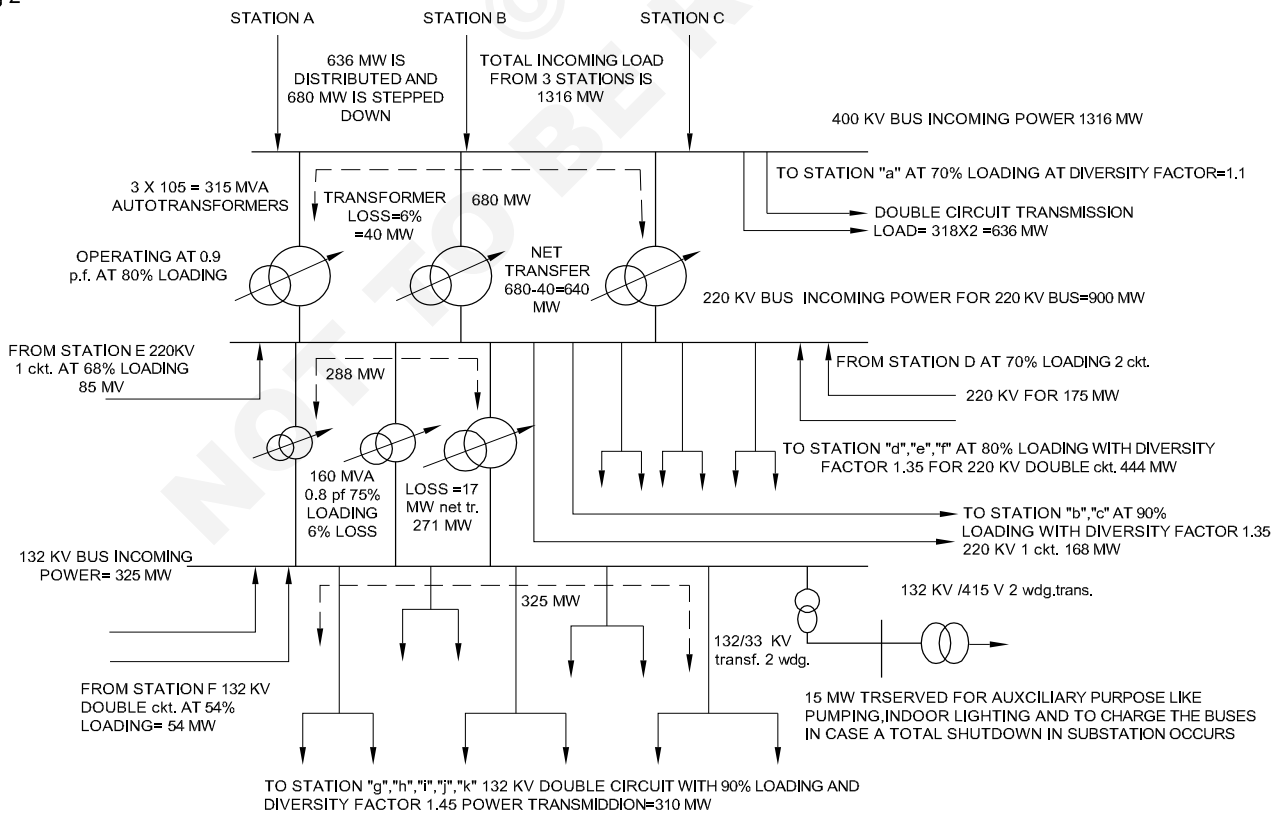 STATION A
STATION B
STATION C
636 MW IS
DISTRIBUTED AND
680 MW IS STEPPED
DOWN
TOTAL INCOMING LOAD
FROM 3 STATIONS IS
1316 MW
400 KV BUS INCOMING POWER 1316 MW
3 X 105 = 315 MVA
AUTOTRANSFORMERS
TRANSFORMER
LOSS=6%
=40 MW
680 MW
TO STATION "a" AT 70% LOADING AT DIVERSITY FACTOR=1.1
DOUBLE CIRCUIT TRANSMISSION
LOAD= 318X2 =636 MW
OPERATING AT 0.9
p.f. AT 80% LOADING
NET
TRANSFER
680-40=640
MW
220 KV BUS INCOMING POWER FOR 220 KV BUS=900 MW
FROM STATION E 220KV
1 ckt. AT 68% LOADING
85 MV
288 MW
FROM STATION D AT 70% LOADING 2 ckt.
220 KV FOR 175 MW
160 MVA
0.8 pf 75%
LOADING
6% LOSS
LOSS =17
MW net tr.
271 MW
TO STATION "d","e","f" AT 80% LOADING WITH DIVERSITY
FACTOR 1.35 FOR 220 KV DOUBLE ckt. 444 MW
TO STATION "b","c" AT 90%
LOADING WITH DIVERSITY FACTOR 1.35
220 KV 1 ckt. 168 MW
132 KV BUS INCOMING
POWER= 325 MW
325 MW
132 KV /415 V 2 wdg.trans.
132/33 KV
transf. 2 wdg.
FROM STATION F 132 KV
DOUBLE ckt. AT 54%
LOADING= 54 MW
15 MW TRSERVED FOR AUXCILIARY PURPOSE LIKE
PUMPING,INDOOR LIGHTING AND TO CHARGE THE BUSES
IN CASE A TOTAL SHUTDOWN IN SUBSTATION OCCURS
TO STATION "g","h","i","j","k" 132 KV DOUBLE CIRCUIT WITH 90% LOADING AND
DIVERSITY FACTOR 1.45 POWER TRANSMIDDION=310 MW
NOT TO BE
©